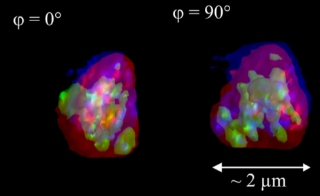 φ = 0°
φ = 90°
~ 2 μm